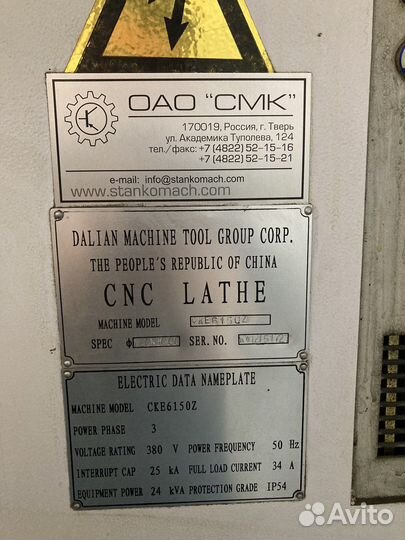 ОАО "СМК"
170019, Россия, г. Тверь
ул. Академика Туполева, 124
тел./факс: +7 (4822) 52-15-16
+7 (4822) 52-15-21
e-mail: info@stankomach.com
www.stankomach.com
DALIAN MACHINE TOOL GROUP CORP.
THE PEOPLE'S REPUBLIC OF CHINA
CNC LATHE
MACHINE MODEL
SPEC ϕ SER. NO.
ELECTRIC DATA NAMEPLATE
MACHINE MODEL CKE6150Z
POWER PHASE 3
VOLTAGE RATING 380 V POWER FREQUENCY 50 Hz
INTERRUPT CAP 25 kA FULL LOAD CURRENT 34 A
EQUIPMENT POWER 24 kVA PROTECTION GRADE IP54
Avito